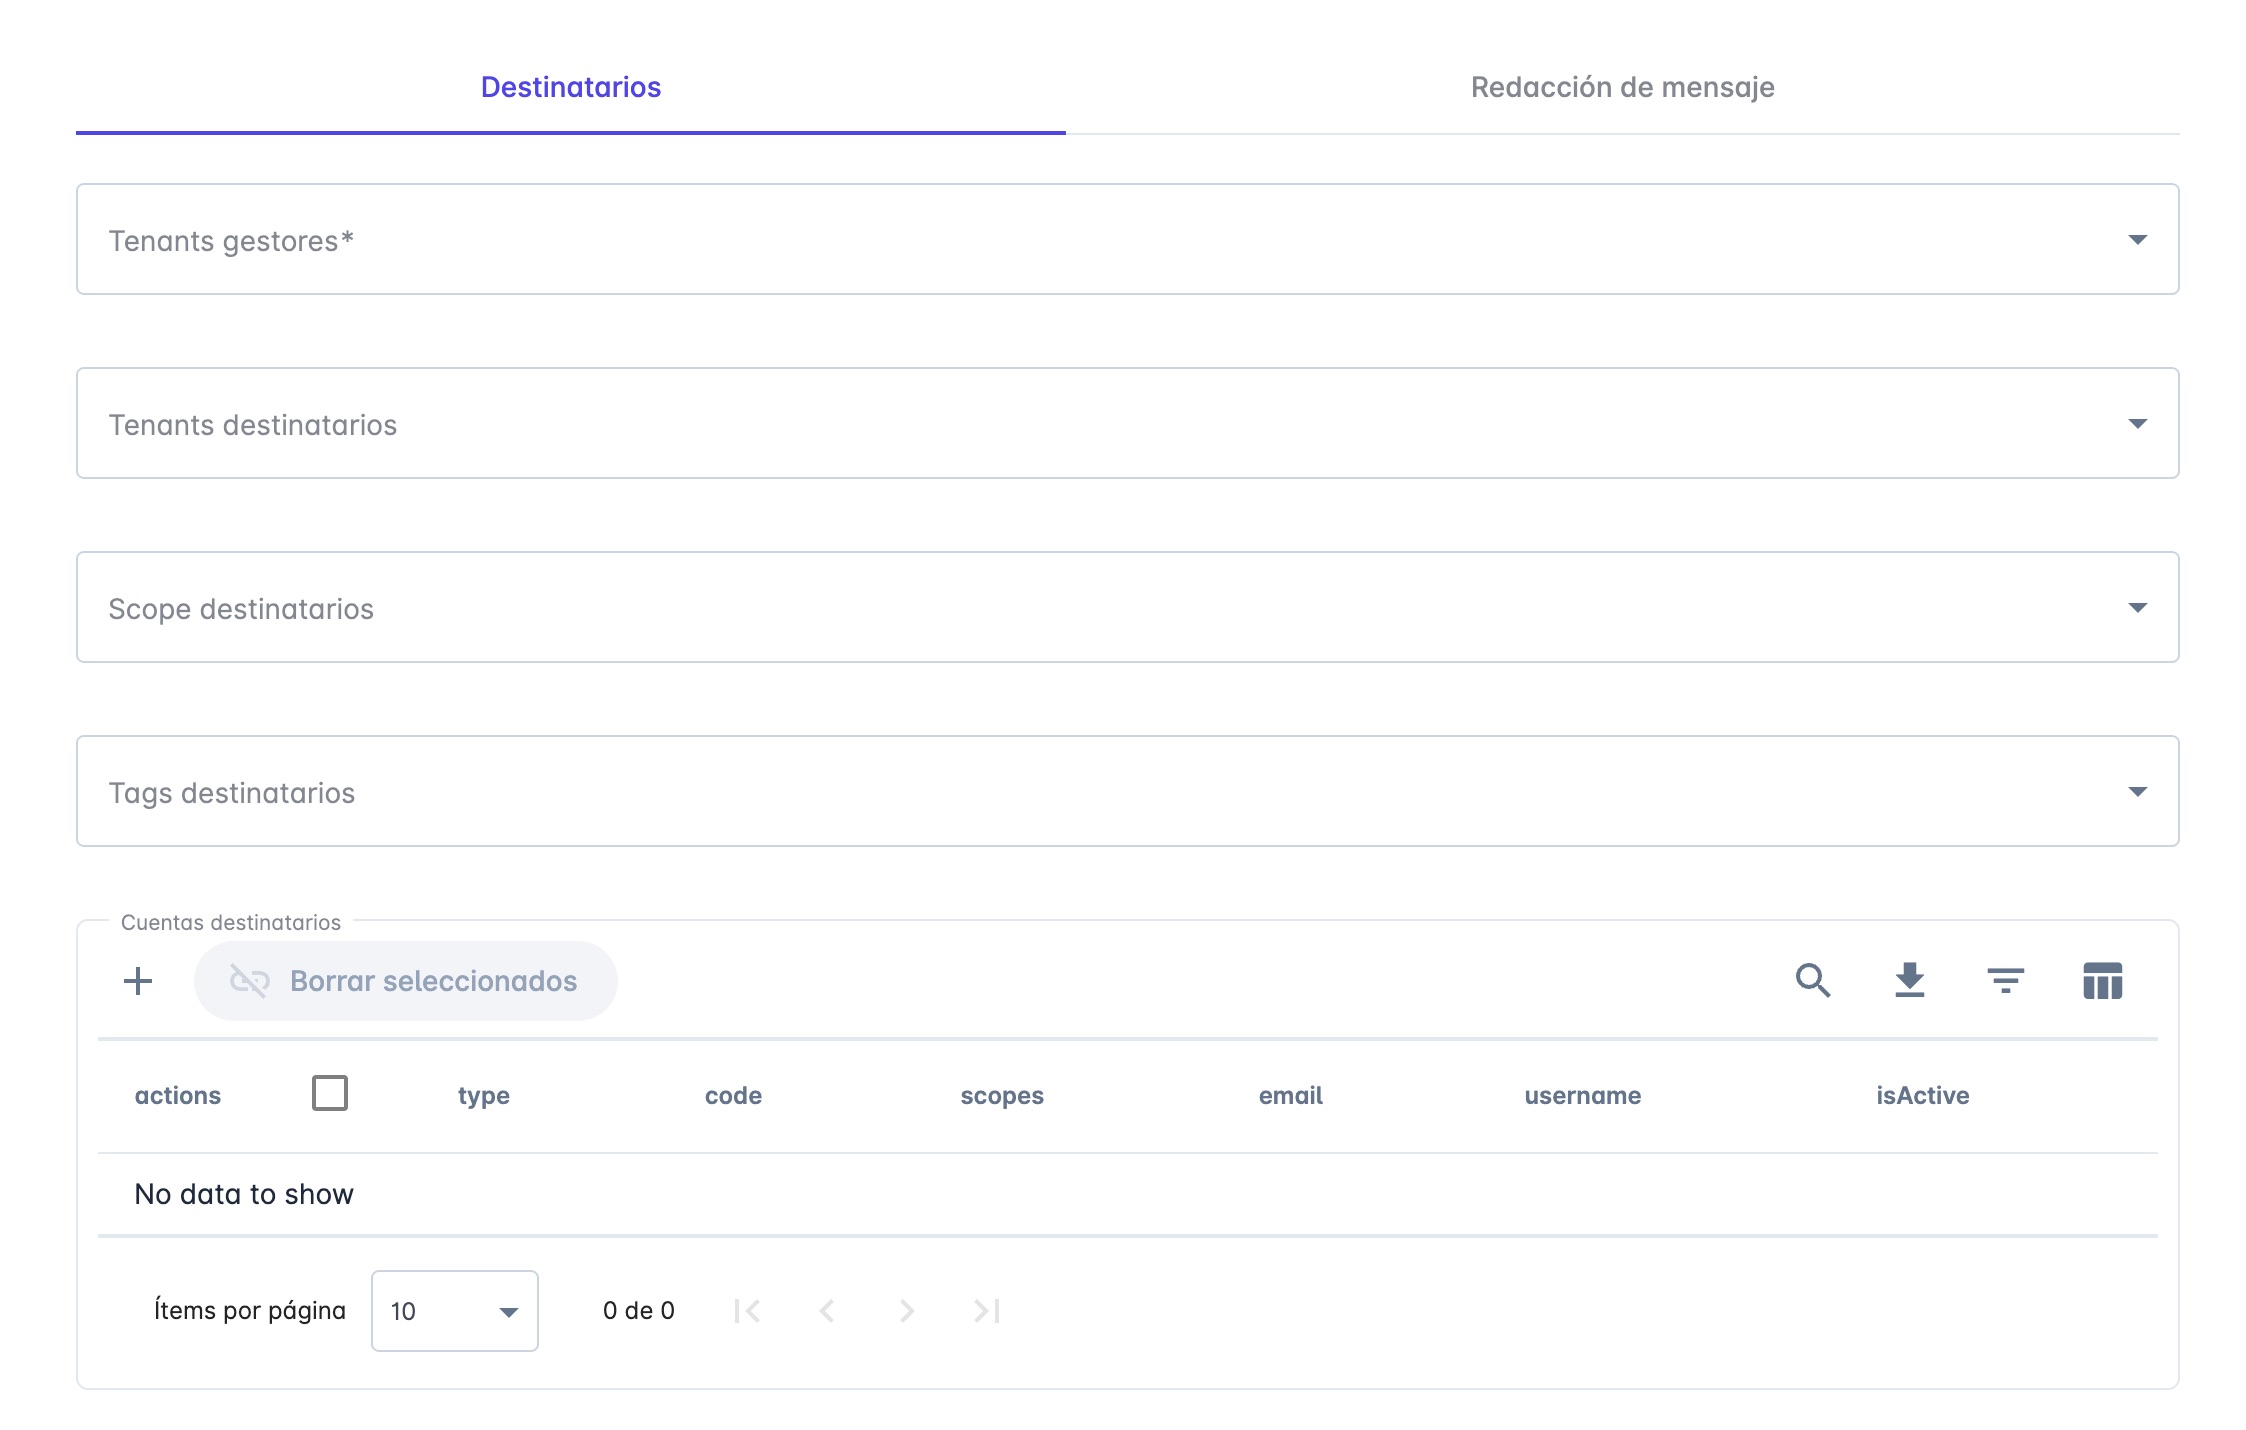 Destinatarios Redacción de mensaje
Tenants gestores*
Tenants destinatarios
Scope destinatarios
Tags destinatarios
Cuentas destinatarios
Borrar seleccionados
actions type code scopes email username isActive
No data to show
Ítems por página 10 0 de 0